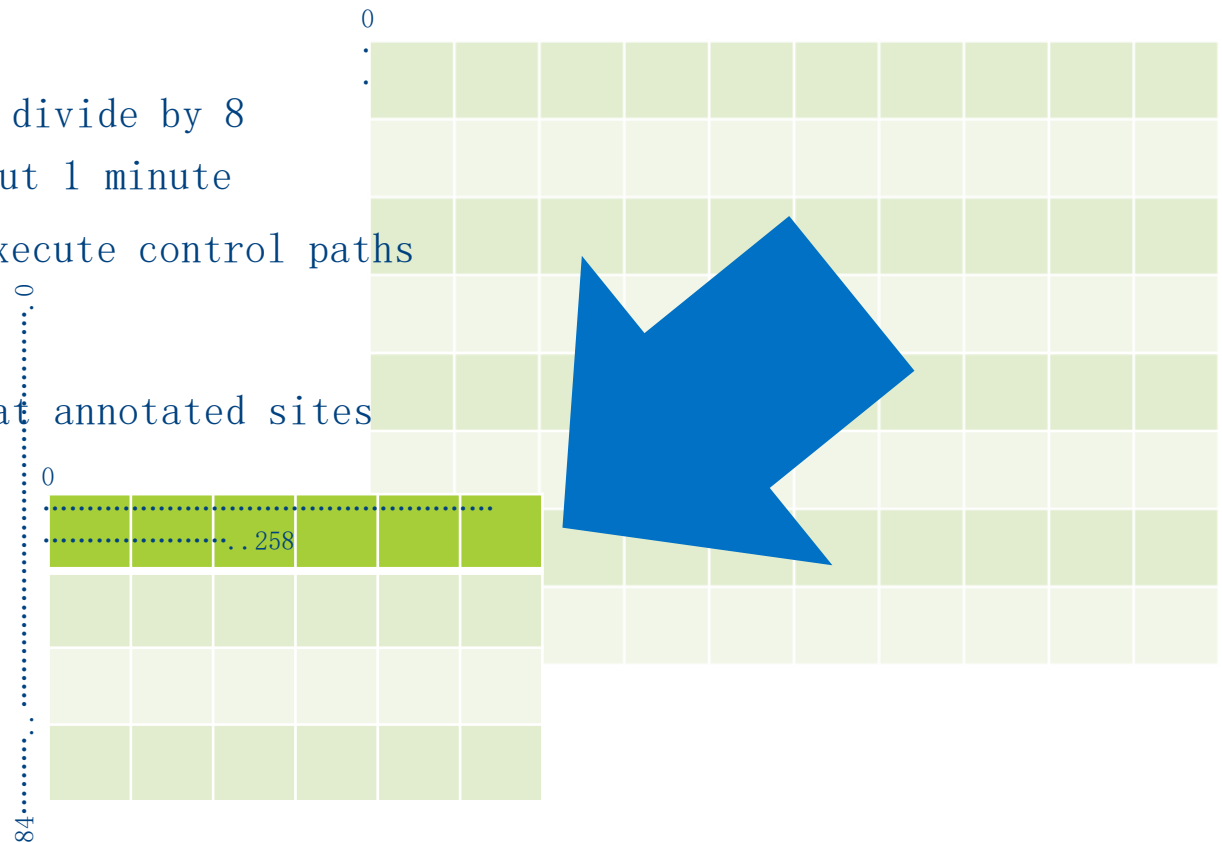 0
..
divide by 8
ut 1 minute
xecute control paths
0
at annotated sites
0
..258
84